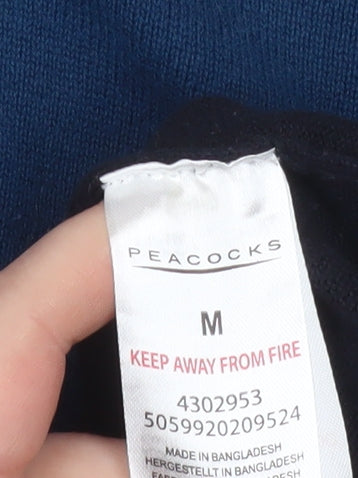 PEACOCKS
M
KEEP AWAY FROM FIRE
4302953
5059920209524
MADE IN BANGLADESH
HERGESTELLT IN BANGLADESH